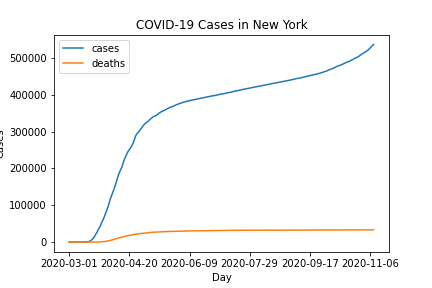 COVID-19 Cases in New York
cases
deaths
500000
400000
300000
200000
100000
0
cases
2020-03-01 2020-04-20 2020-06-09 2020-07-29 2020-09-17 2020-11-06
Day